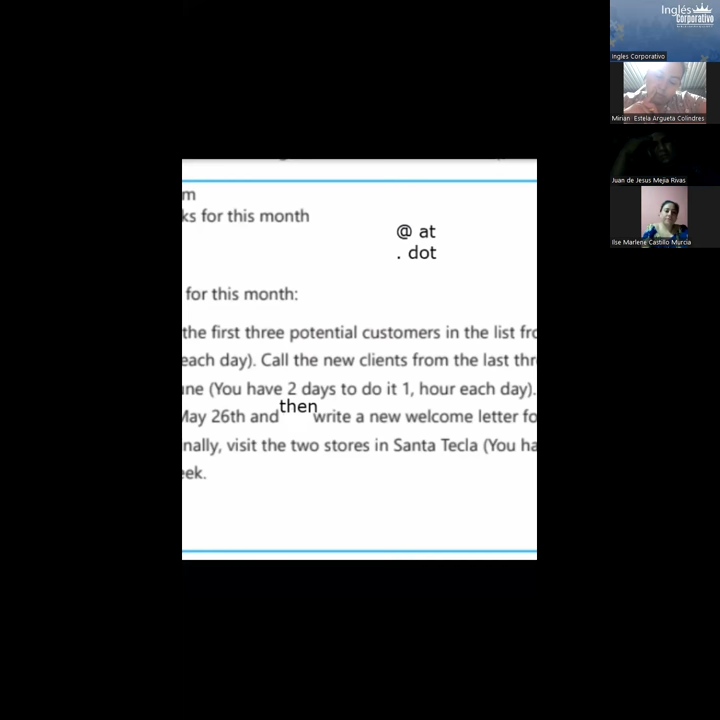 Inglés
Corporativo
ingles Corporativo
Mirian Estela Argueta Colindres
Juan de Jesus Mejia Rivas
Ilse Marlene Castillo Murcia
m
ks for this month
@ at
. dot
for this month:
the first three potential customers in the list fro
each day). Call the new clients from the last thr
ne (You have 2 days to do it 1, hour each day).
May 26th and then write a new welcome letter fo
nally, visit the two stores in Santa Tecla (You ha
eek.